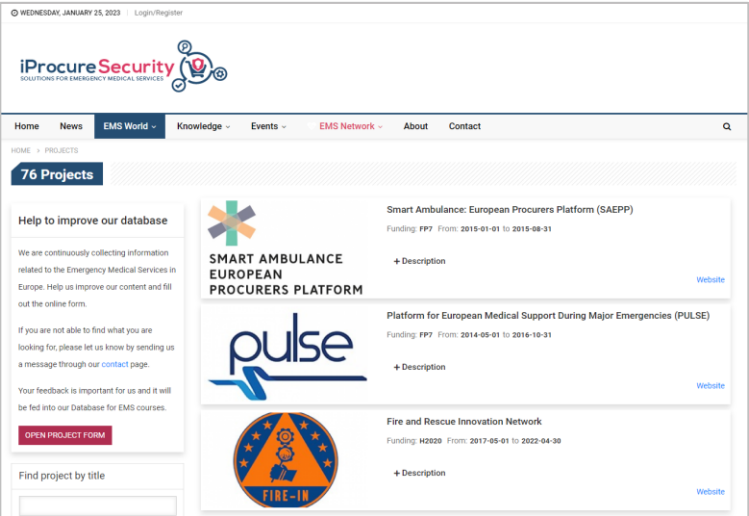 WEDNESDAY, JANUARY 25, 2023 Login/Register
iProcureSecurity
SOLUTIONS FOR EMERGENCY MEDICAL SERVICES
Home News EMS World Knowledge Events EMS Network About Contact
HOME > PROJECTS
76 Projects
Help to improve our database
We are continuously collecting information
related to the Emergency Medical Services in
Europe. Help us improve our content and fill
out the online form.
If you are not able to find what you are
looking for, please let us know by sending us
a message through our contact page.
Your feedback is important for us and it will
be fed into our Database for EMS courses.
OPEN PROJECT FORM
Find project by title
SMART AMBULANCE
EUROPEAN
PROCURERS PLATFORM
Smart Ambulance: European Procurers Platform (SAEPP)
Funding: FP7 From: 2015-01-01 to 2015-08-31
+ Description
Website
pulse
Platform for European Medical Support During Major Emergencies (PULSE)
Funding: FP7 From: 2014-05-01 to 2016-10-31
+ Description
Website
FIRE-IN
Fire and Rescue Innovation Network
Funding: H2020 From: 2017-05-01 to 2022-04-30
+ Description
Website